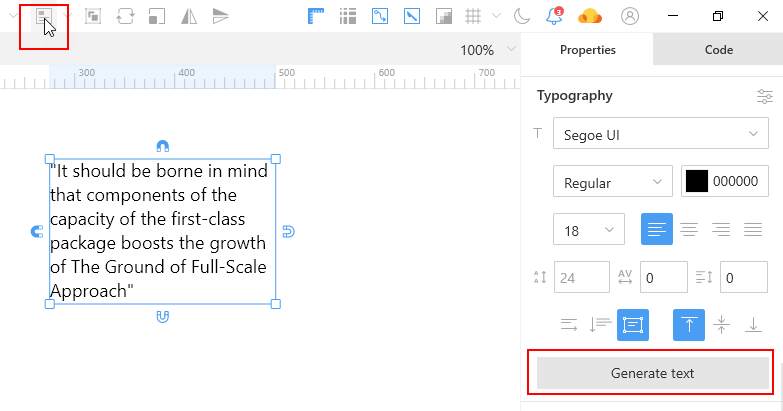 3
100%
Properties
Code
300
400
500
600
700
Typography
T
Segoe UI
Regular
000000
18
24
AV
0
0
Generate text
"It should be borne in mind
that components of the
capacity of the first-class
package boosts the growth
of The Ground of Full-Scale
Approach"